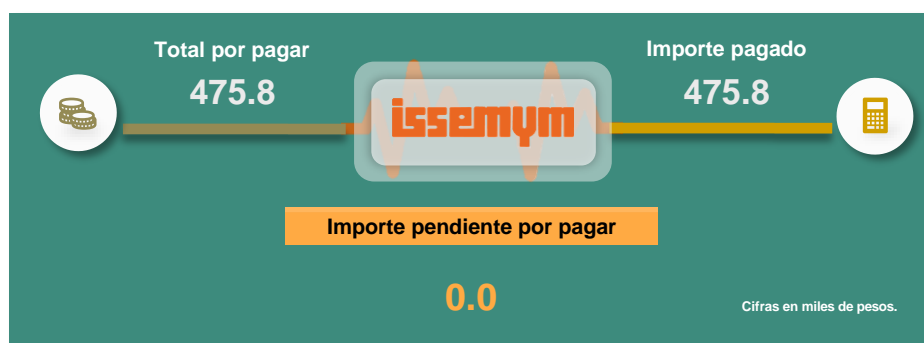 Total por pagar
475.8
Importe pagado
475.8
issemym
Importe pendiente por pagar
0.0
Cifras en miles de pesos.